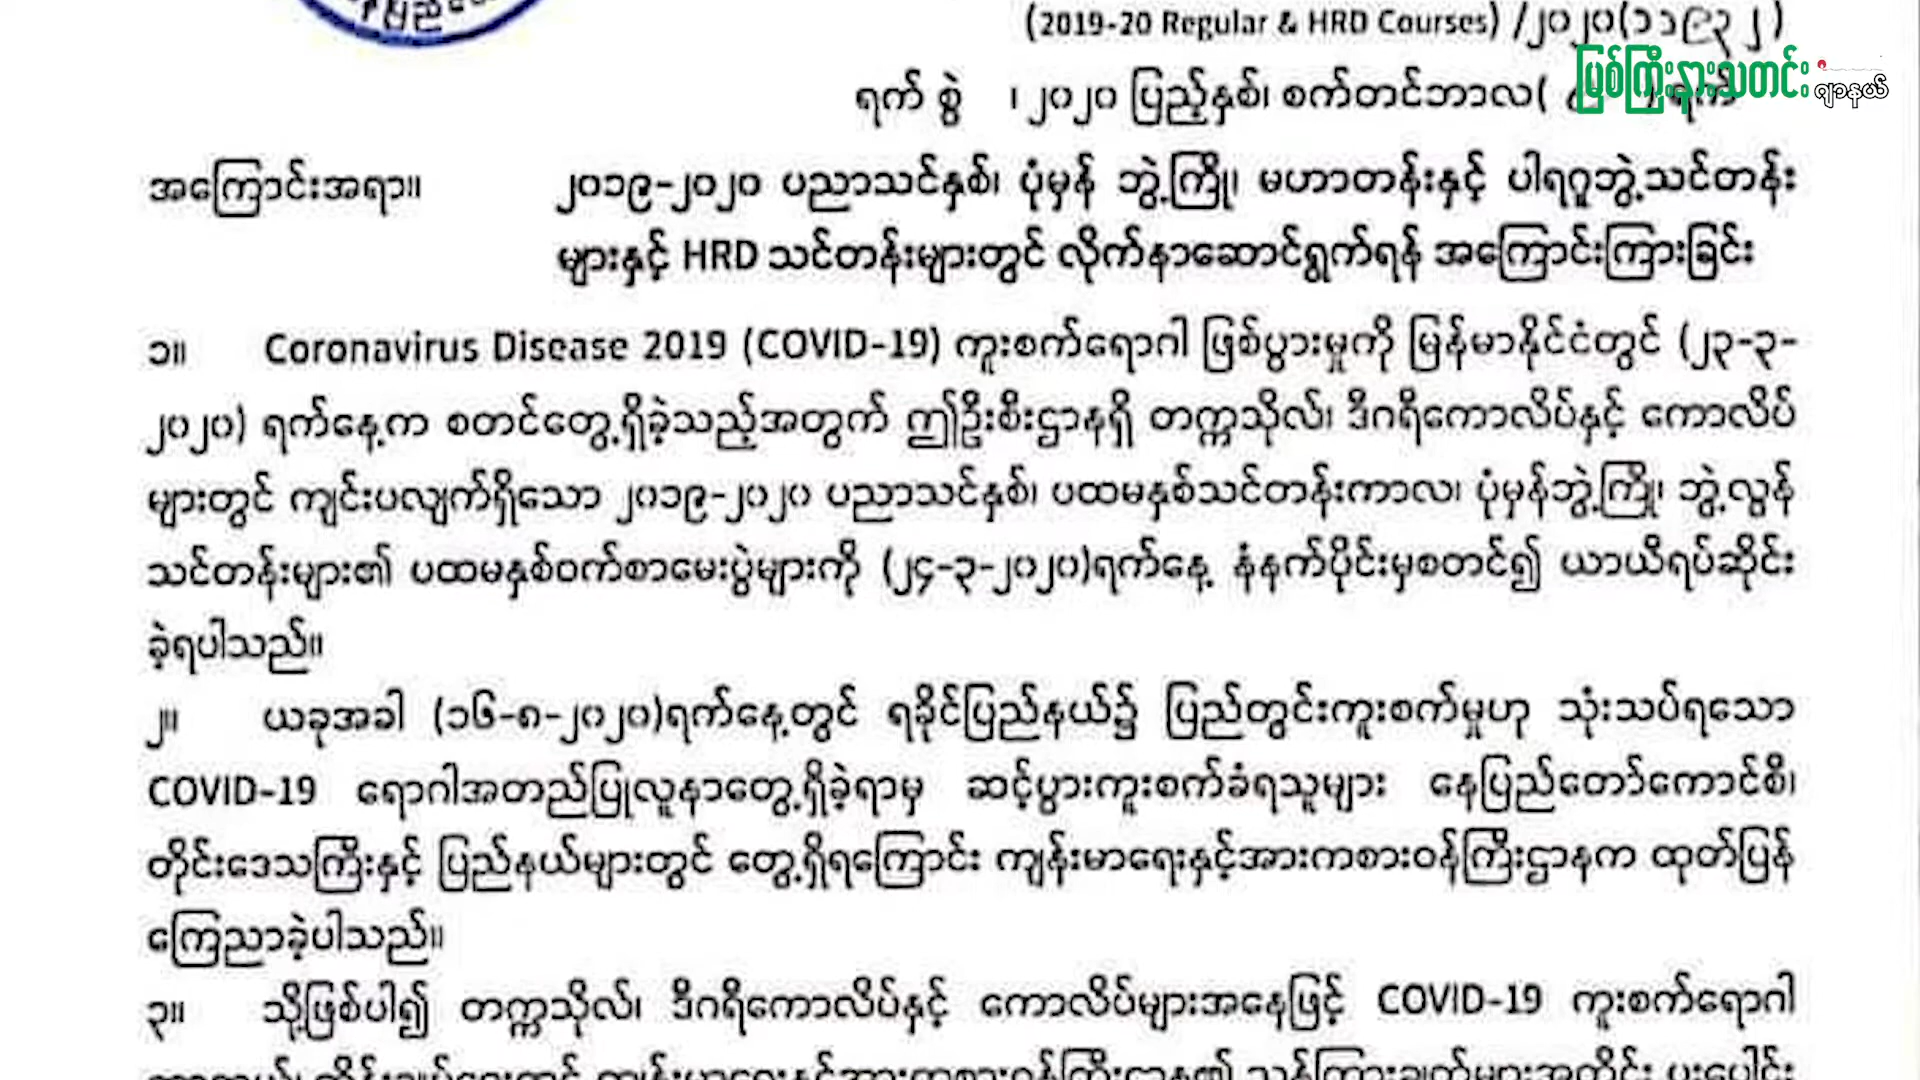 (2019-20 Regular & HRD Courses) /၂၀၂၀(၁၁၉၃၂)
မြစ်ကြီးနားသတင်း ဂျာနယ်
ရက် စွဲ ၊ ၂၀၂၀ ပြည့်နှစ်၊ စက်တင်ဘာလ( ) ရက်
အကြောင်းအရာ။ ၂၀၁၉-၂၀၂၀ ပညာသင်နှစ်၊ ပုံမှန် ဘွဲ့ကြို၊ မဟာတန်းနှင့် ပါရဂူဘွဲ့သင်တန်း
များနှင့် HRD သင်တန်းများတွင် လိုက်နာဆောင်ရွက်ရန် အကြောင်းကြားခြင်း
၁။ Coronavirus Disease 2019 (COVID-19) ကူးစက်ရောဂါ ဖြစ်ပွားမှုကို မြန်မာနိုင်ငံတွင် (၂၃-၃-
၂၀၂၀) ရက်နေ့က စတင်တွေ့ရှိခဲ့သည့်အတွက် ဤဦးစီးဌာနရှိ တက္ကသိုလ်၊ ဒီဂရီကောလိပ်နှင့် ကောလိပ်
များတွင် ကျင်းပလျက်ရှိသော ၂၀၁၉-၂၀၂၀ ပညာသင်နှစ်၊ ပထမနှစ်သင်တန်းကာလ၊ ပုံမှန်ဘွဲ့ကြို၊ ဘွဲ့လွန်
သင်တန်းများ၏ ပထမနှစ်ဝက်စာမေးပွဲများကို (၂၄-၃-၂၀၂၀)ရက်နေ့ နံနက်ပိုင်းမှစတင်၍ ယာယီရပ်ဆိုင်း
ခဲ့ရပါသည်။
၂။ ယခုအခါ (၁၆-၈-၂၀၂၀)ရက်နေ့တွင် ရခိုင်ပြည်နယ်၌ ပြည်တွင်းကူးစက်မှုဟု သုံးသပ်ရသော
COVID-19 ရောဂါအတည်ပြုလူနာတွေ့ရှိခဲ့ရာမှ ဆင့်ပွားကူးစက်ခံရသူများ နေပြည်တော်ကောင်စီ၊
တိုင်းဒေသကြီးနှင့် ပြည်နယ်များတွင် တွေ့ရှိရကြောင်း ကျန်းမာရေးနှင့်အားကစားဝန်ကြီးဌာနက ထုတ်ပြန်
ကြေညာခဲ့ပါသည်။
၃။ သို့ဖြစ်ပါ၍ တက္ကသိုလ်၊ ဒီဂရီကောလိပ်နှင့် ကောလိပ်များအနေဖြင့် COVID-19 ကူးစက်ရောဂါ